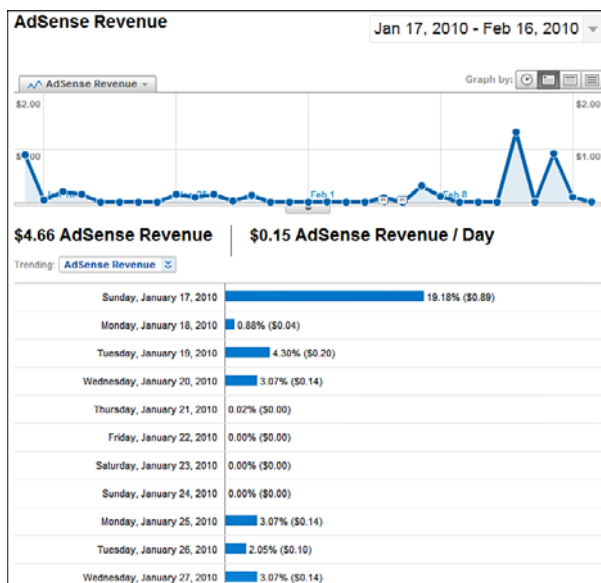 AdSense Revenue
Jan 17, 2010 - Feb 16, 2010
AdSense Revenue
Graph by:
$2.00 $2.00
$1.00
Feb 1 Feb 8
$4.66 AdSense Revenue $0.15 AdSense Revenue / Day
Trending: AdSense Revenue
Sunday, January 17, 2010 19.18% ($0.89)
Monday, January 18, 2010 0.88% ($0.04)
Tuesday, January 19, 2010 4.30% ($0.20)
Wednesday, January 20, 2010 3.07% ($0.14)
Thursday, January 21, 2010 0.02% ($0.00)
Friday, January 22, 2010 0.00% ($0.00)
Saturday, January 23, 2010 0.00% ($0.00)
Sunday, January 24, 2010 0.00% ($0.00)
Monday, January 25, 2010 3.07% ($0.14)
Tuesday, January 26, 2010 2.05% ($0.10)
Wednesday, January 27, 2010 3.07% ($0.14)